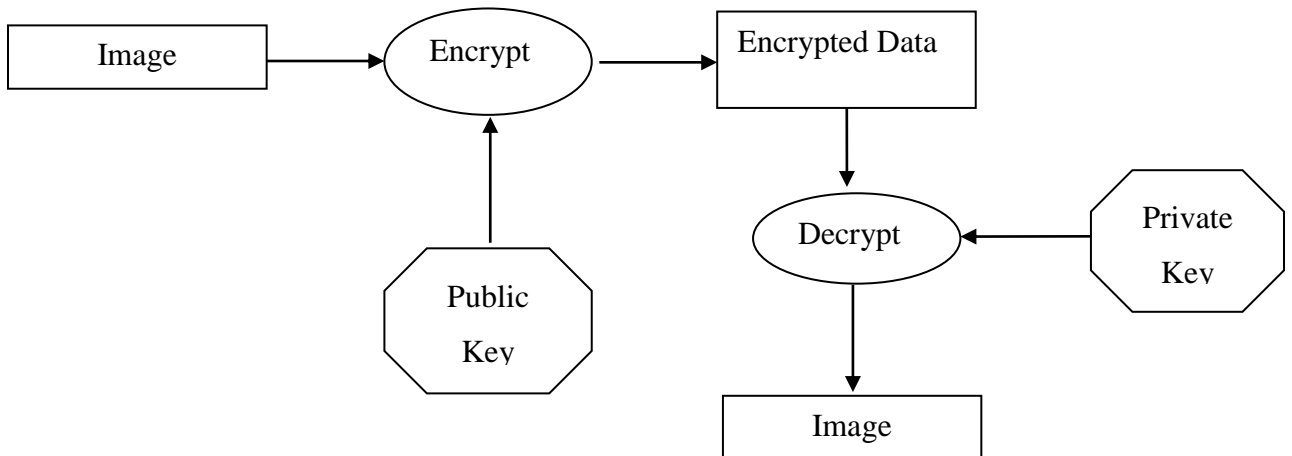 Image
Encrypt
Encrypted Data
Public
Key
Decrypt
Private
Key
Image